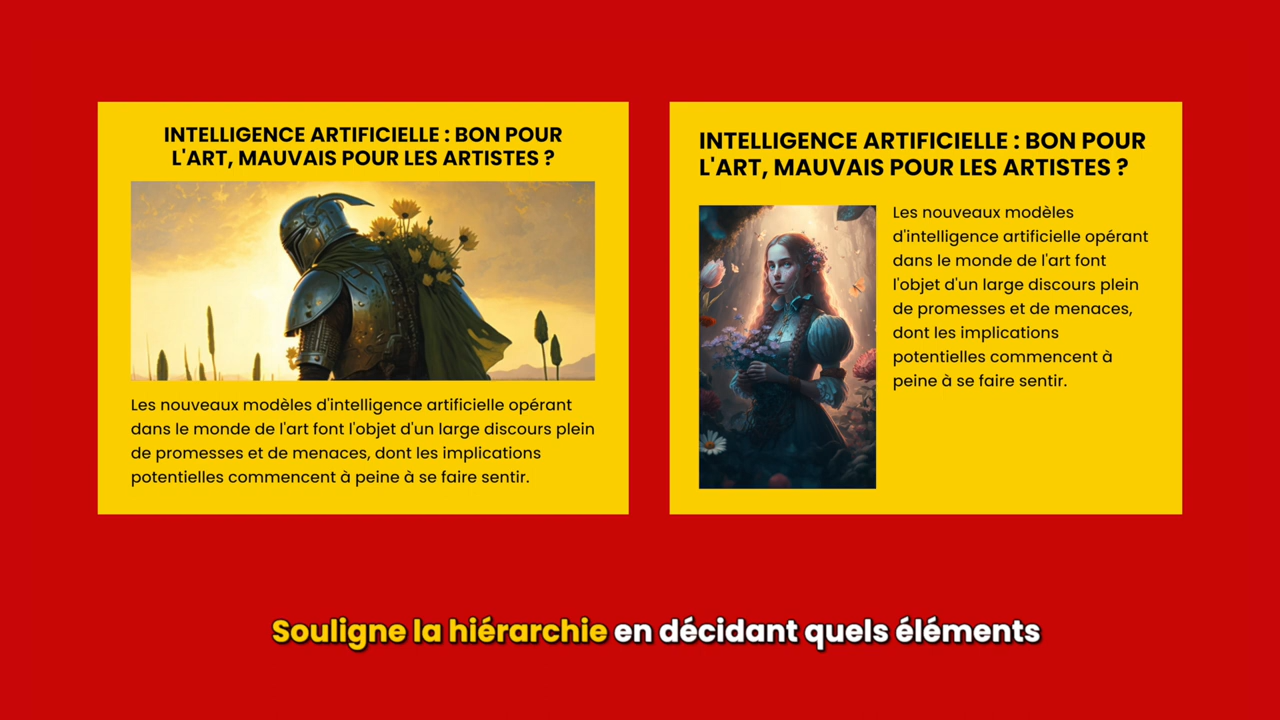 INTELLIGENCE ARTIFICIELLE : BON POUR
L'ART, MAUVAIS POUR LES ARTISTES ?
Les nouveaux modèles d'intelligence artificielle opérant
dans le monde de l'art font l'objet d'un large discours plein
de promesses et de menaces, dont les implications
potentielles commencent à peine à se faire sentir.
INTELLIGENCE ARTIFICIELLE : BON POUR
L'ART, MAUVAIS POUR LES ARTISTES ?
Les nouveaux modèles
d'intelligence artificielle opérant
dans le monde de l'art font
l'objet d'un large discours plein
de promesses et de menaces,
dont les implications
potentielles commencent à
peine à se faire sentir.
Souligne la hiérarchie en décidant quels éléments